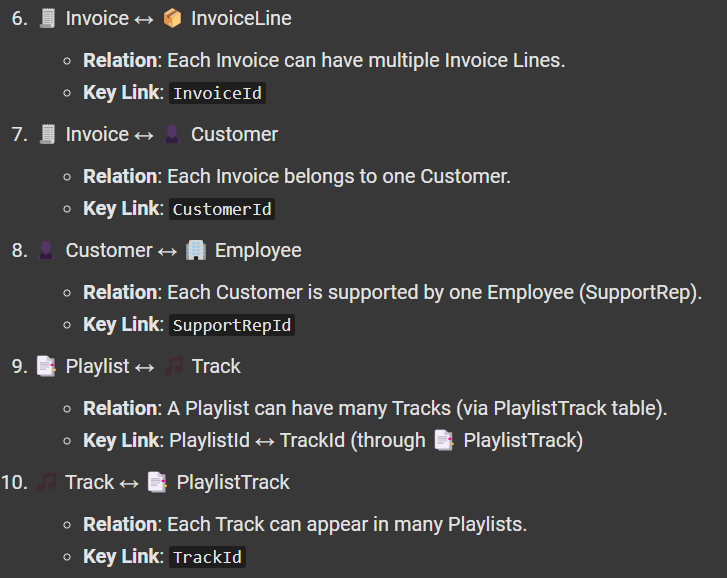 6. 🧾 Invoice ↔ 📦 InvoiceLine
○ Relation: Each Invoice can have multiple Invoice Lines.
○ Key Link: InvoiceId
7. 🧾 Invoice ↔ 👤 Customer
○ Relation: Each Invoice belongs to one Customer.
○ Key Link: CustomerId
8. 👤 Customer ↔ 🏢 Employee
○ Relation: Each Customer is supported by one Employee (SupportRep).
○ Key Link: SupportRepId
9. 📑 Playlist ↔ 🎵 Track
○ Relation: A Playlist can have many Tracks (via PlaylistTrack table).
○ Key Link: PlaylistId ↔ TrackId (through 📑 PlaylistTrack)
10. 🎵 Track ↔ 📑 PlaylistTrack
○ Relation: Each Track can appear in many Playlists.
○ Key Link: TrackId